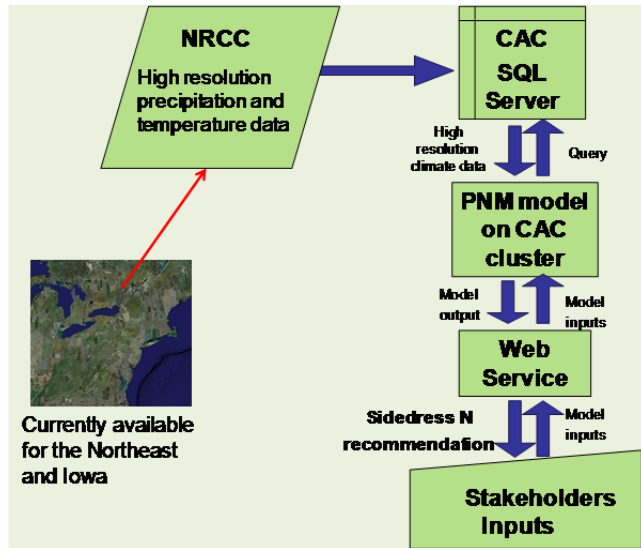 NRCC
High resolution
precipitation and
temperature data
CAC
SQL
Server
High
resolution
climate data
Query
PNM model
on CAC
cluster
Model
output
Model
inputs
Web
Service
Sidedress N
recommendation
Model
inputs
Stakeholders
Inputs
Currently available
for the Northeast
and Iowa